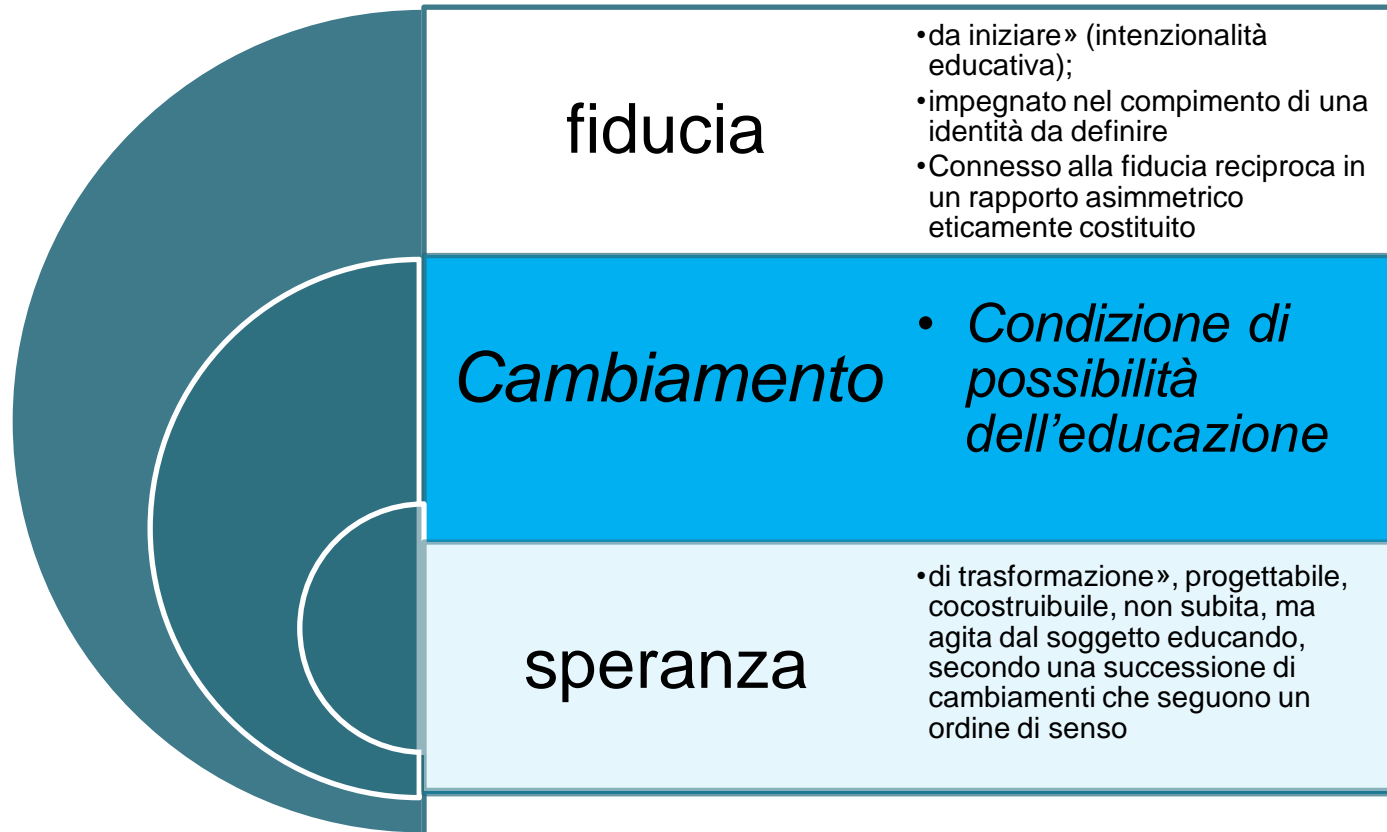 fiducia
•da iniziare» (intenzionalità
educativa);
•impegnato nel compimento di una
identità da definire
•Connesso alla fiducia reciproca in
un rapporto asimmetrico
eticamente costituito
Cambiamento
• Condizione di
possibilità
dell’educazione
speranza
•di trasformazione», progettabile,
cocostruibuile, non subita, ma
agita dal soggetto educando,
secondo una successione di
cambiamenti che seguono un
ordine di senso